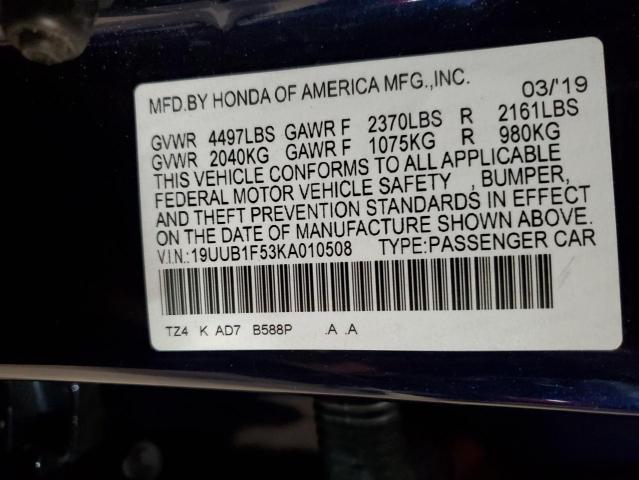 MFD.BY HONDA OF AMERICA MFG.,INC. 03/'19
GVWR 4497LBS GAWR F 2370LBS R 2161LBS
GVWR 2040KG GAWR F 1075KG R 980KG
THIS VEHICLE CONFORMS TO ALL APPLICABLE
FEDERAL MOTOR VEHICLE SAFETY , BUMPER,
AND THEFT PREVENTION STANDARDS IN EFFECT
ON THE DATE OF MANUFACTURE SHOWN ABOVE.
V.I.N.:19UUB1F53KA010508 TYPE:PASSENGER CAR
TZ4 K AD7 B588P .A .A